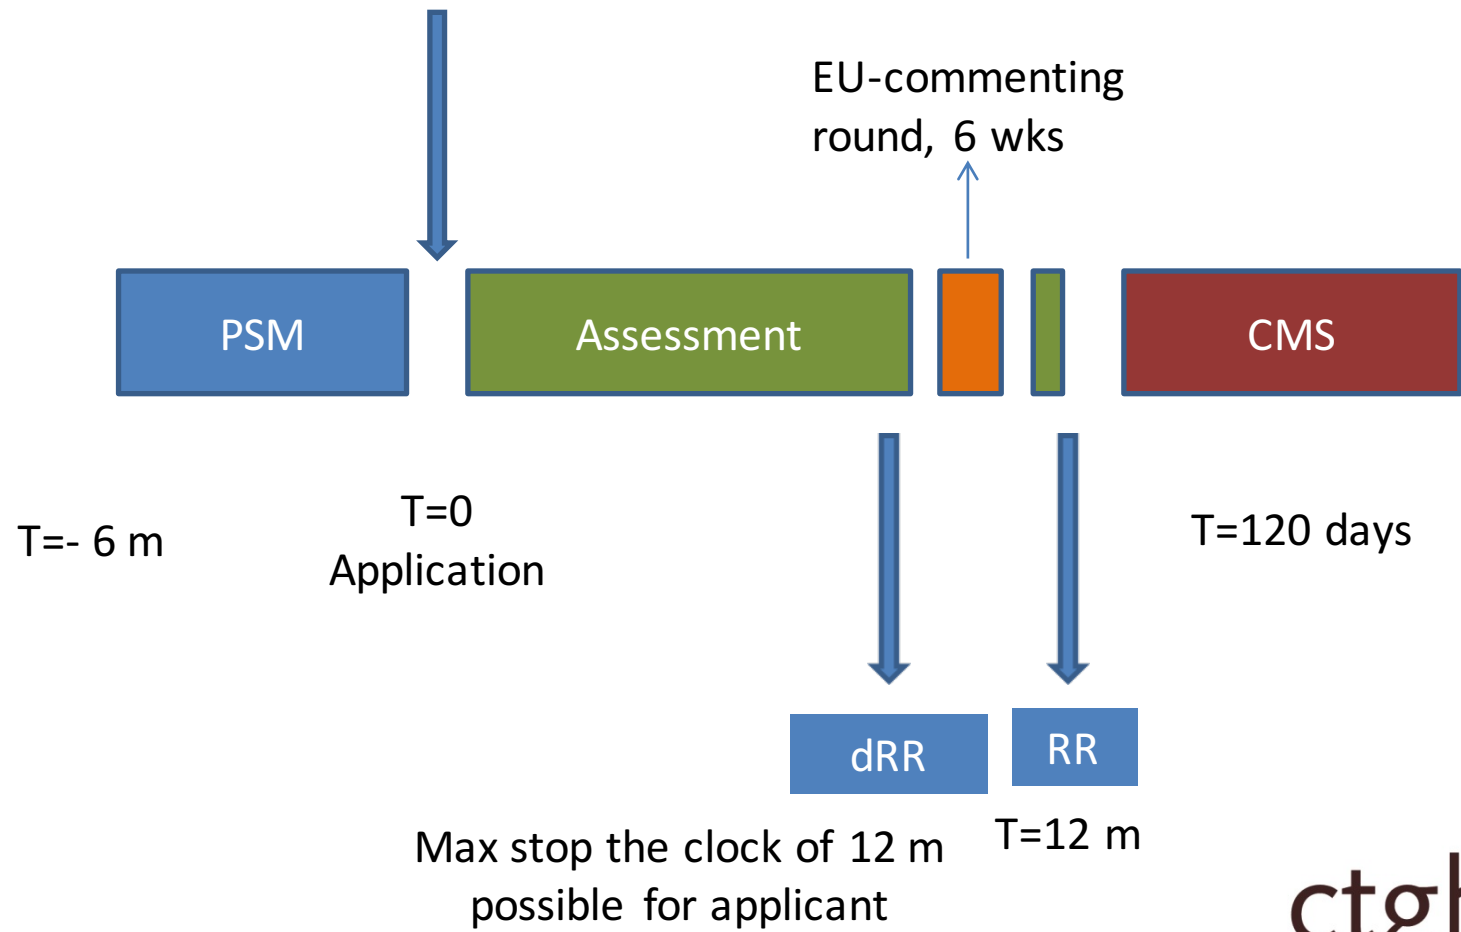 EU-commenting
round, 6 wks
PSM
Assessment
CMS
T=- 6 m
T=0
Application
T=120 days
dRR
RR
Max stop the clock of 12 m
possible for applicant
T=12 m